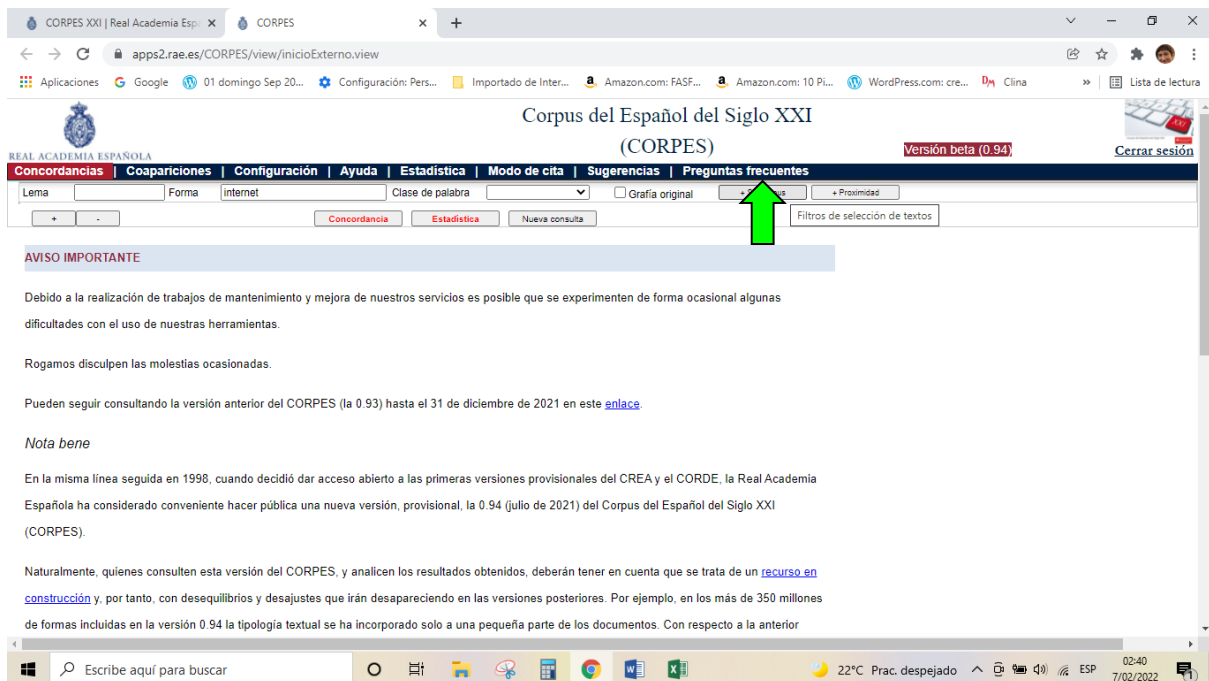 CORPES XXI | Real Academia Esp
CORPES
apps2.rae.es/CORPES/view/inicioExterno.view
Aplicaciones Google 01 domingo Sep 20... Configuración: Pers... Importado de Inter... Amazon.com: FASF... Amazon.com: 10 Pi... WordPress.com: cre... DM Clina » Lista de lectura
Corpus del Español del Siglo XXI
(CORPES)
XXI
REAL ACADEMIA ESPAÑOLA
Versión beta (0.94)
Cerrar sesión
Concordancias | Coapariciones | Configuración | Ayuda | Estadística | Modo de cita | Sugerencias | Preguntas frecuentes
Lema Forma internet Clase de palabra Grafía original + Proximidad
+ - Concordancia Estadística Nueva consulta Filtros de selección de textos
AVISO IMPORTANTE
Debido a la realización de trabajos de mantenimiento y mejora de nuestros servicios es posible que se experimenten de forma ocasional algunas
dificultades con el uso de nuestras herramientas.
Rogamos disculpen las molestias ocasionadas.
Pueden seguir consultando la versión anterior del CORPES (la 0.93) hasta el 31 de diciembre de 2021 en este enlace.
Nota bene
En la misma línea seguida en 1998, cuando decidió dar acceso abierto a las primeras versiones provisionales del CREA y el CORDE, la Real Academia
Española ha considerado conveniente hacer pública una nueva versión, provisional, la 0.94 (julio de 2021) del Corpus del Español del Siglo XXI
(CORPES).
Naturalmente, quienes consulten esta versión del CORPES, y analicen los resultados obtenidos, deberán tener en cuenta que se trata de un recurso en
construcción y, por tanto, con desequilibrios y desajustes que irán desapareciendo en las versiones posteriores. Por ejemplo, en los más de 350 millones
de formas incluidas en la versión 0.94 la tipología textual se ha incorporado solo a una pequeña parte de los documentos. Con respecto a la anterior
Escribe aquí para buscar
22°C Prac. despejado
ESP
02:40
7/02/2022
1